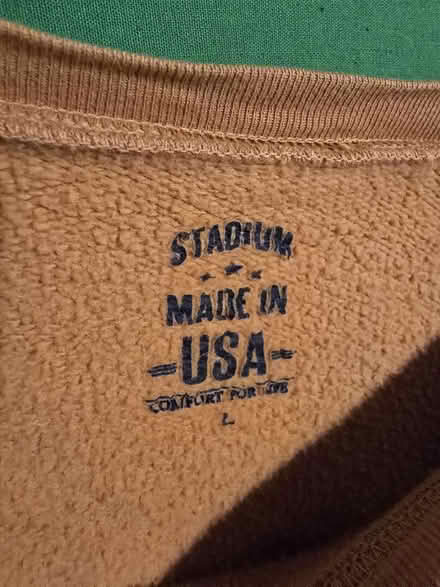 STADIUM
MADE IN
USA
COMFORT FOR LIFE
L